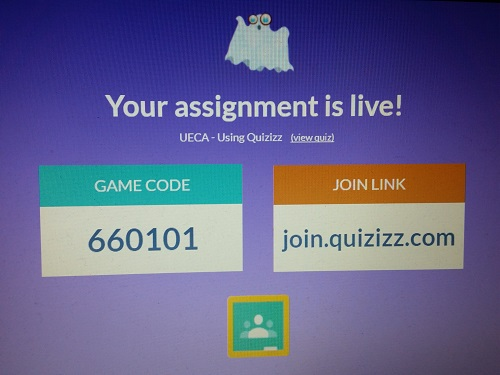 Your assignment is live!
UECA - Using Quizizz (view quiz)
GAME CODE
660101
JOIN LINK
join.quizizz.com